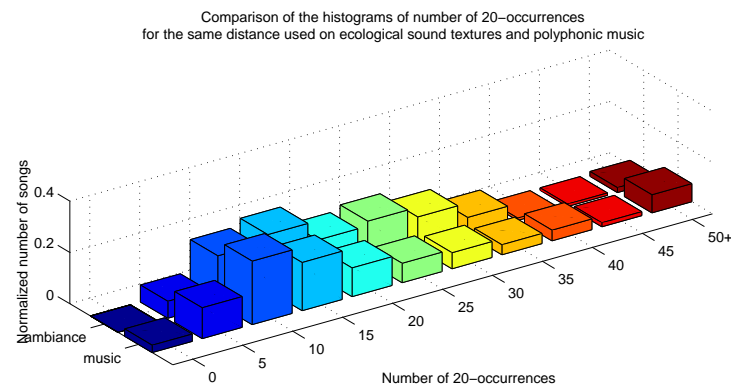 Comparison of the histograms of number of 20−occurrences
for the same distance used on ecological sound textures and polyphonic music
Normalized number of songs
0.4
0.2
0
ambiance
music
0
5
10
15
20
25
30
35
40
45
50+
Number of 20−occurrences